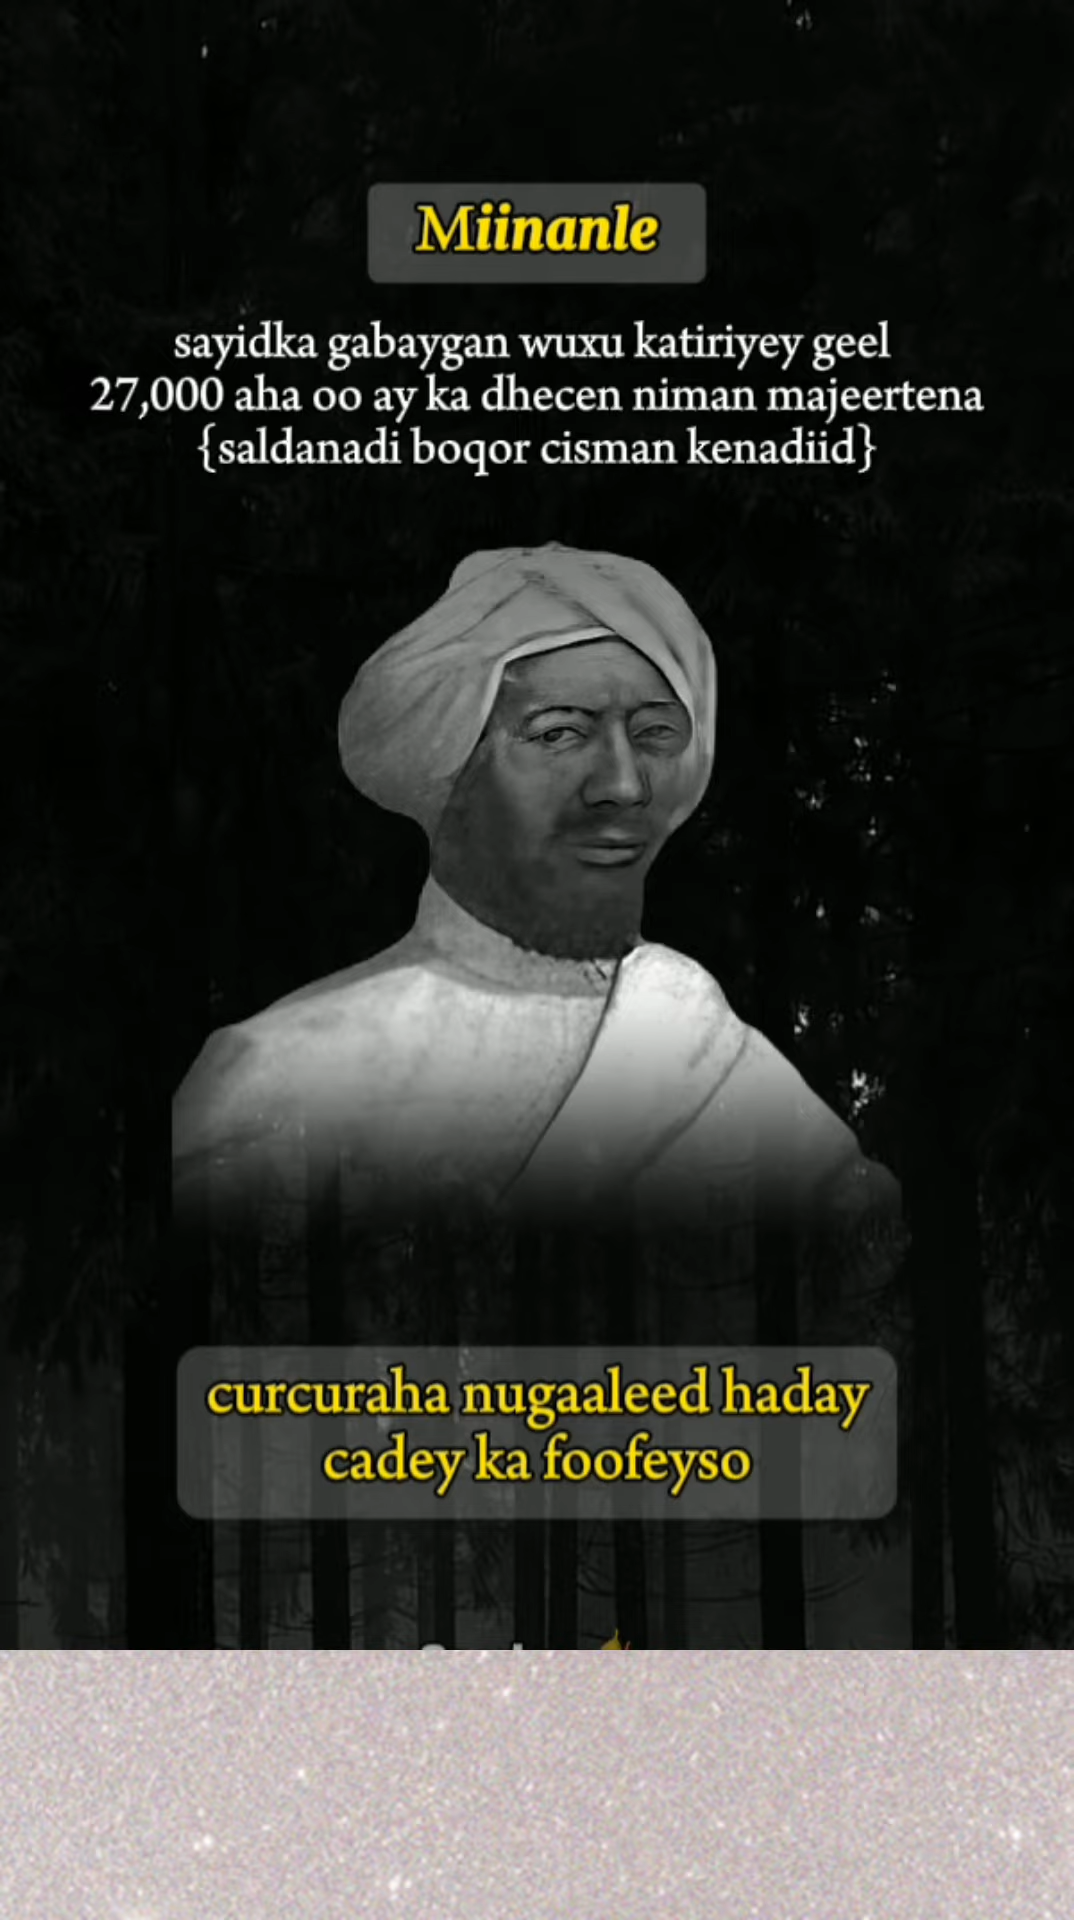 Miinanle
sayidka gabaygan wuxu katiriyey geel
27,000 aha oo ay ka dhecen niman majeertena
{saldanadi boqor cisman kenadiid}
curcuraha nugaaleed haday
cadey ka foofeyso